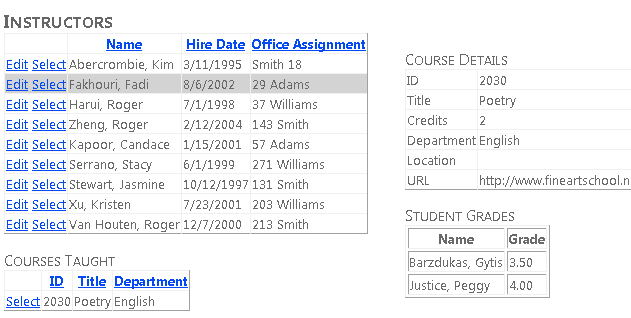 Instructors
Name Hire Date Office Assignment
Edit Select Abercrombie, Kim 3/11/1995 Smith 18
Edit Select Fakhouri, Fadi 8/6/2002 29 Adams
Edit Select Harui, Roger 7/1/1998 37 Williams
Edit Select Zheng, Roger 2/12/2004 143 Smith
Edit Select Kapoor, Candace 1/15/2001 57 Adams
Edit Select Serrano, Stacy 6/1/1999 271 Williams
Edit Select Stewart, Jasmine 10/12/1997 131 Smith
Edit Select Xu, Kristen 7/23/2001 203 Williams
Edit Select Van Houten, Roger 12/7/2000 213 Smith
Courses Taught
ID Title Department
Select 2030 Poetry English
Course Details
ID 2030
Title Poetry
Credits 2
Department English
Location
URL http://www.fineartschool.n
Student Grades
Name Grade
Barzdukas, Gytis 3.50
Justice, Peggy 4.00